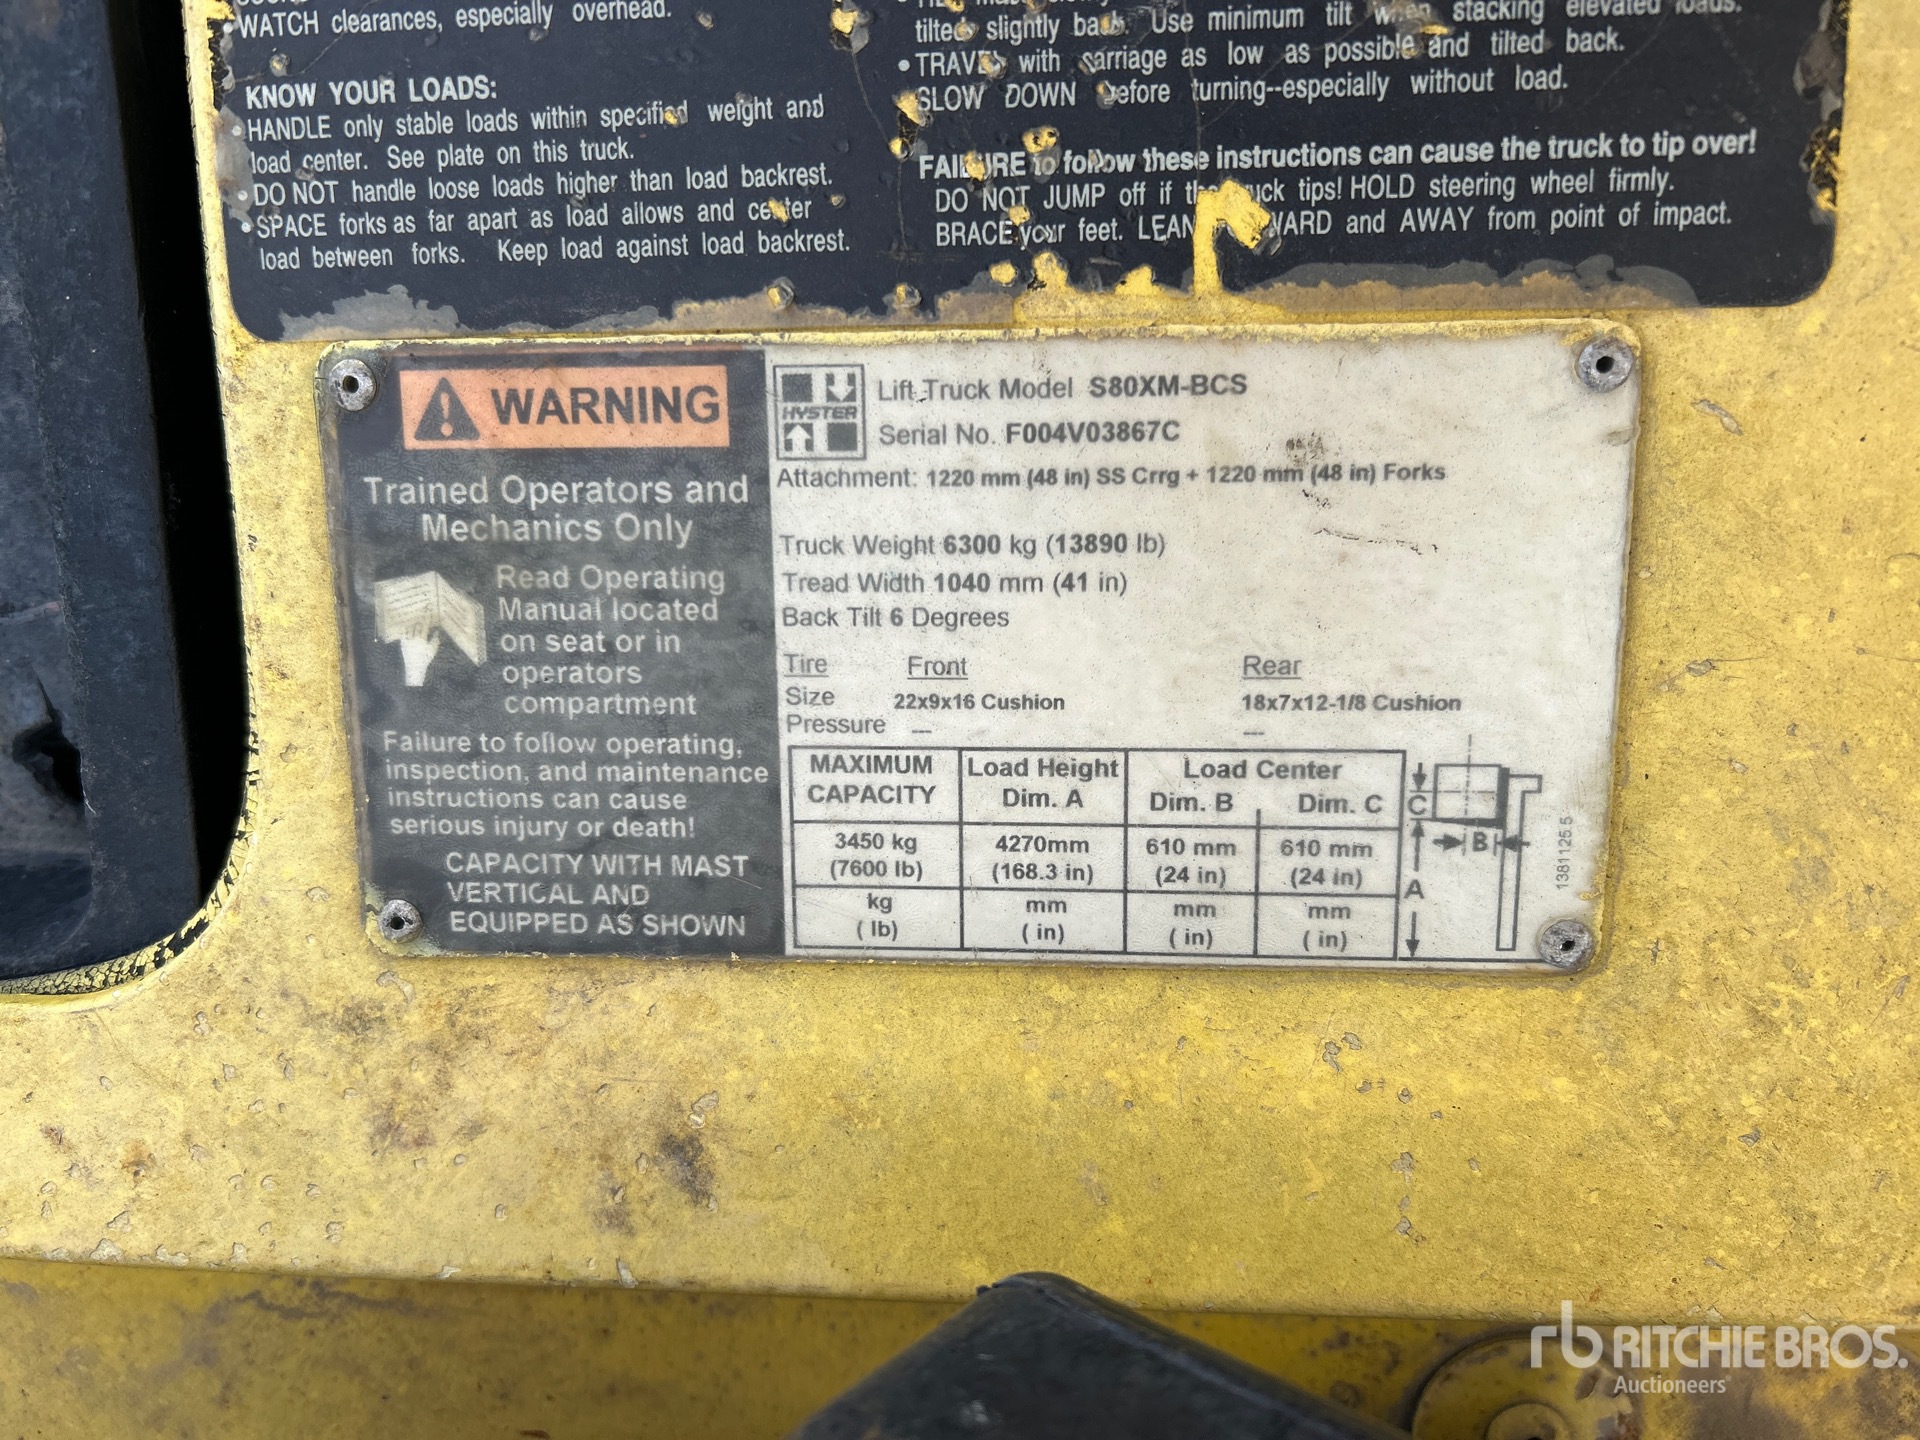 WATCH clearances, especially overhead.
KNOW YOUR LOADS:
• HANDLE only stable loads within specified weight and
load center. See plate on this truck.
• DO NOT handle loose loads higher than load backrest.
• SPACE forks as far apart as load allows and center
load between forks. Keep load against load backrest.
tilted slightly back. Use minimum tilt when stacking elevated loads.
• TRAVEL with carriage as low as possible and tilted back.
SLOW DOWN before turning--especially without load.
FAILURE to follow these instructions can cause the truck to tip over!
DO NOT JUMP off if the truck tips! HOLD steering wheel firmly.
BRACE your feet. LEAN WARD and AWAY from point of impact.
WARNING
Trained Operators and
Mechanics Only
Read Operating
Manual located
on seat or in
operators
compartment
Failure to follow operating,
inspection, and maintenance
instructions can cause
serious injury or death!
CAPACITY WITH MAST
VERTICAL AND
EQUIPPED AS SHOWN
HYSTER
Lift Truck Model S80XM-BCS
Serial No. F004V03867C
Attachment: 1220 mm (48 in) SS Crrg + 1220 mm (48 in) Forks
Truck Weight 6300 kg (13890 lb)
Tread Width 1040 mm (41 in)
Back Tilt 6 Degrees
Tire Front Rear
Size 22x9x16 Cushion 18x7x12-1/8 Cushion
Pressure --- ---
MAXIMUM CAPACITY Load Height Dim. A Load Center Dim. B Dim. C
3450 kg 4270mm 610 mm 610 mm
(7600 lb) (168.3 in) (24 in) (24 in)
kg mm mm mm
( lb) ( in) ( in) ( in)
C
B
A
1381125 5
rb RITCHIE BROS.
Auctioneers